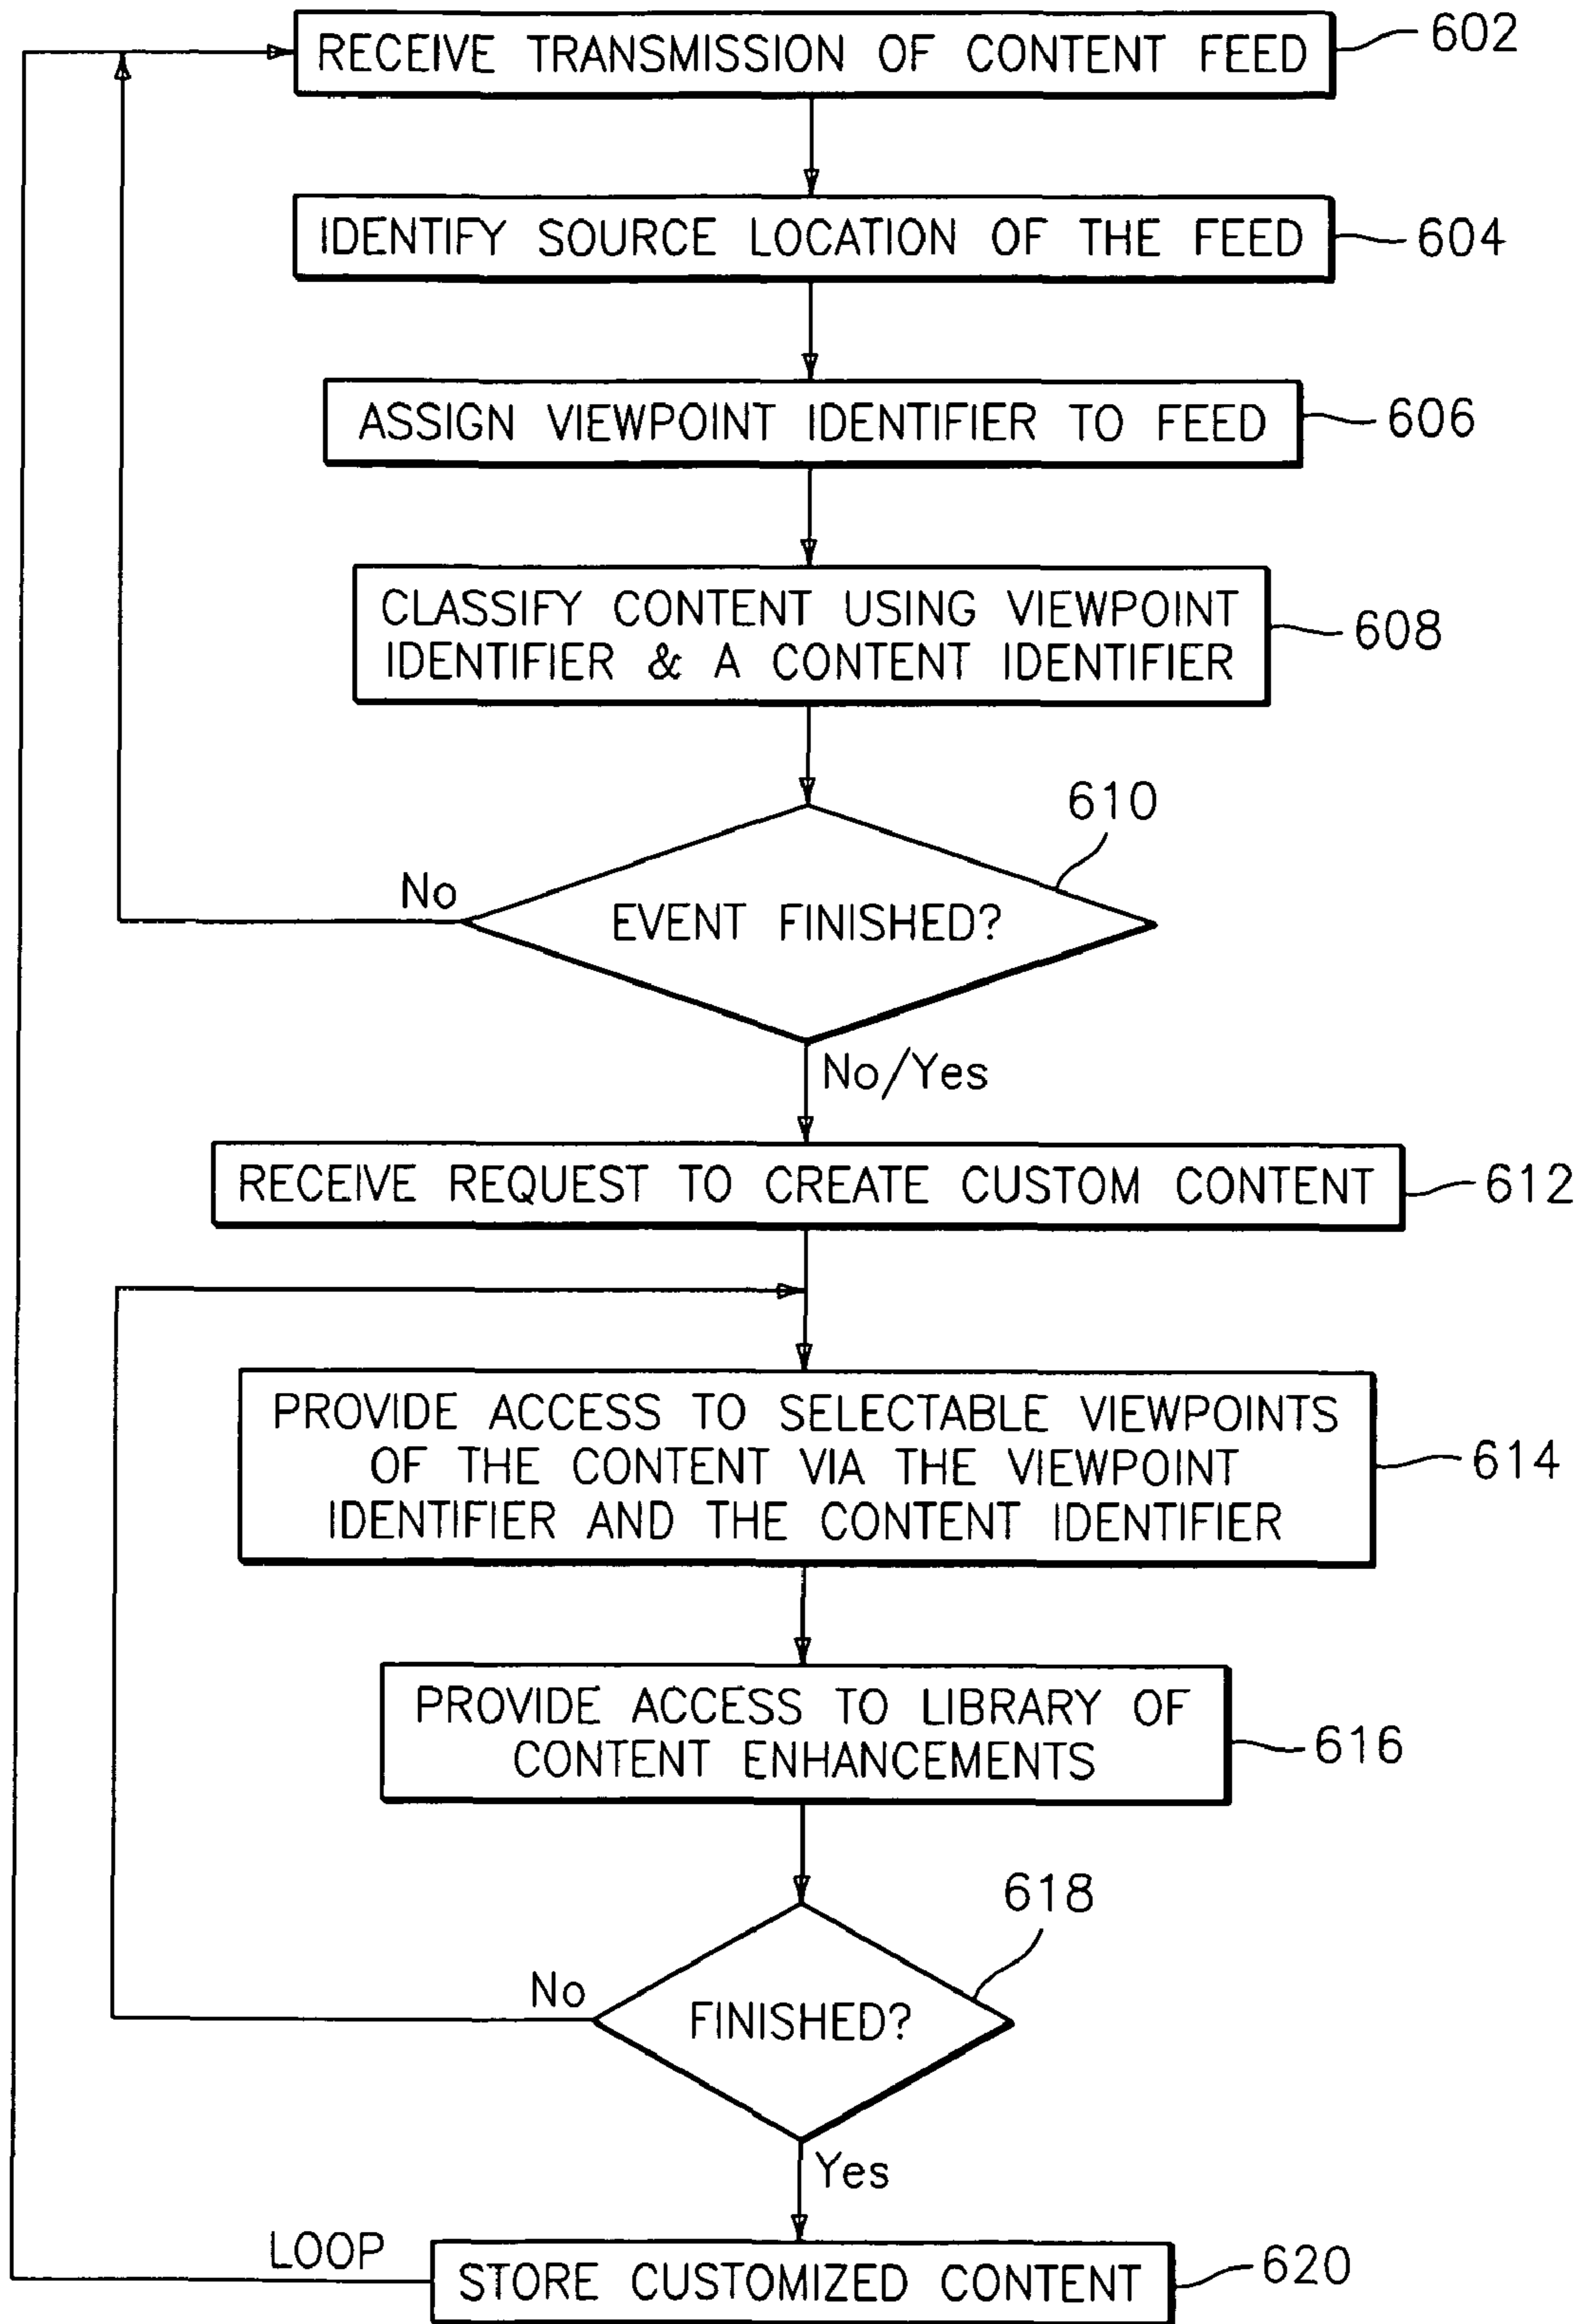 RECEIVE TRANSMISSION OF CONTENT FEED
602
IDENTIFY SOURCE LOCATION OF THE FEED
604
ASSIGN VIEWPOINT IDENTIFIER TO FEED
606
CLASSIFY CONTENT USING VIEWPOINT
IDENTIFIER & A CONTENT IDENTIFIER
608
610
No
EVENT FINISHED?
No/Yes
RECEIVE REQUEST TO CREATE CUSTOM CONTENT
612
PROVIDE ACCESS TO SELECTABLE VIEWPOINTS
OF THE CONTENT VIA THE VIEWPOINT
IDENTIFIER AND THE CONTENT IDENTIFIER
614
PROVIDE ACCESS TO LIBRARY OF
CONTENT ENHANCEMENTS
616
618
No
FINISHED?
Yes
LOOP
STORE CUSTOMIZED CONTENT
620